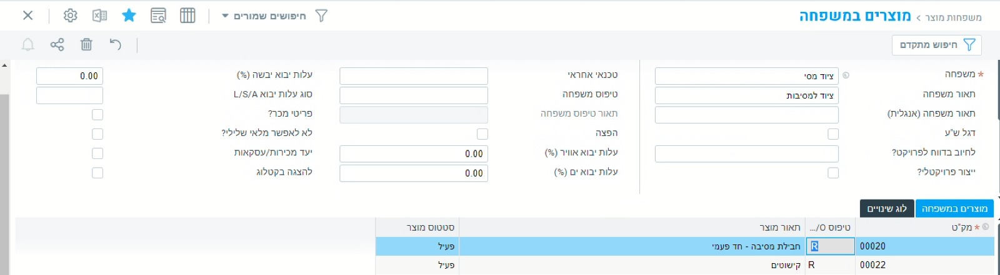 משפחות מוצר > מוצרים במשפחה
חיפושים שמורים
חיפוש מתקדם
* משפחה ציוד מסי
תאור משפחה ציוד למסיבות
תאור משפחה (אנגלית)
דגל ש"ע
לחיוב בדווח לפרויקט?
ייצור פרויקטלי?
טכנאי אחראי
טיפוס משפחה
תאור טיפוס משפחה
הפצה
עלות יבוא אוויר (%) 0.00
עלות יבוא ים (%) 0.00
עלות יבוא יבשה (%) 0.00
סוג עלות יבוא L/S/A
פריטי מכר?
לא לאפשר מלאי שלילי?
יעד מכירות/עסקאות
להצגה בקטלוג
מוצרים במשפחה לוג שינויים
* מק"ט טיפוס O/... תאור מוצר סטטוס מוצר
00020 R חבילת מסיבה - חד פעמי פעיל
00022 R קישוטים פעיל